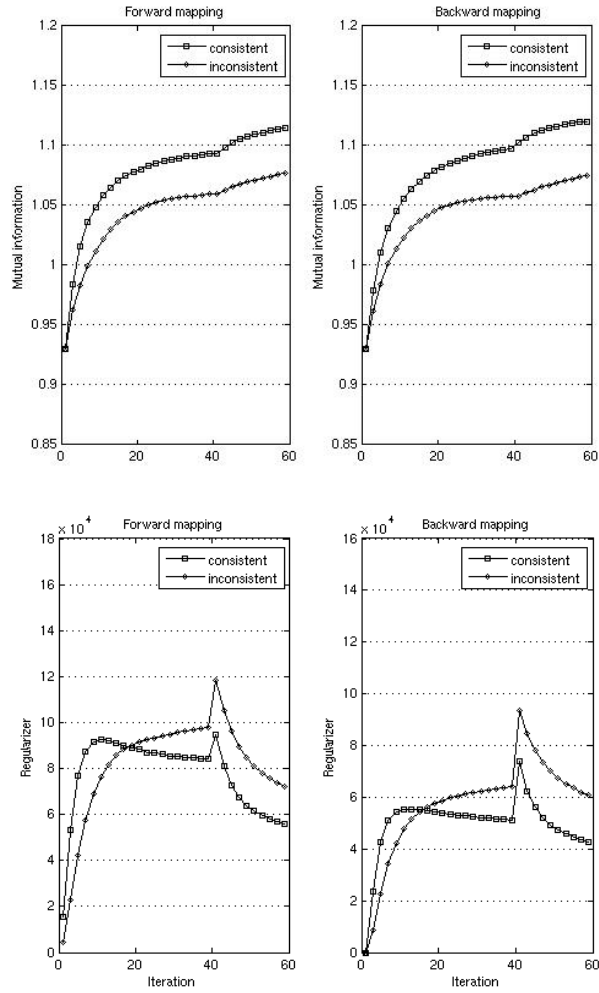 Forward mapping
1.2
1.15
1.1
1.05
1
0.95
0.9
0.85
Mutual information
consistent
inconsistent
0
20
40
60
Backward mapping
1.2
1.15
1.1
1.05
1
0.95
0.9
0.85
Mutual information
consistent
inconsistent
0
20
40
60
Forward mapping
× 10⁴
18
16
14
12
10
8
6
4
2
0
Regularizer
consistent
inconsistent
0
20
40
60
Iteration
Backward mapping
× 10⁴
16
14
12
10
8
6
4
2
0
Regularizer
consistent
inconsistent
0
20
40
60
Iteration